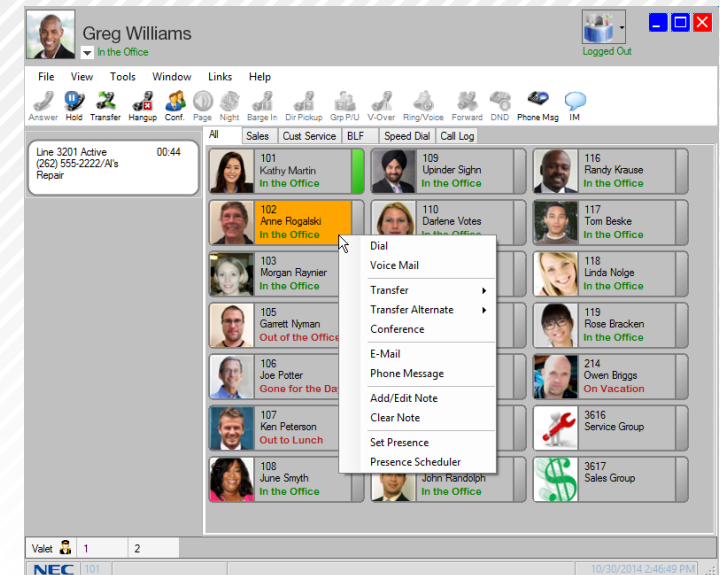 Greg Williams
In the Office
Logged Out
File View Tools Window Links Help
Answer Hold Transfer Hangup Conf. Page Night Barge In Dir Pickup Grp P/U V-Over Ring/Voice Forward DND Phone Msg IM
All Sales Cust Service BLF Speed Dial Call Log
Line 3201 Active 00:44
(262) 555-2222/Al's
Repair
101
Kathy Martin
In the Office
109
Upinder Sighn
In the Office
116
Randy Krause
In the Office
102
Anne Rogalski
In the Office
110
Darlene Votes
In the Office
117
Tom Beske
In the Office
103
Morgan Raynier
In the Office
118
Linda Nolge
In the Office
105
Garrett Nyman
Out of the Office
119
Rose Bracken
In the Office
106
Joe Potter
Gone for the Da
214
Owen Briggs
On Vacation
107
Ken Peterson
Out to Lunch
3616
Service Group
108
June Smyth
In the Office
John Randolph
In the Office
3617
Sales Group
Dial
Voice Mail
Transfer
Transfer Alternate
Conference
E-Mail
Phone Message
Add/Edit Note
Clear Note
Set Presence
Presence Scheduler
Valet 1 2
NEC 101 10/30/2014 2:46:49 PM